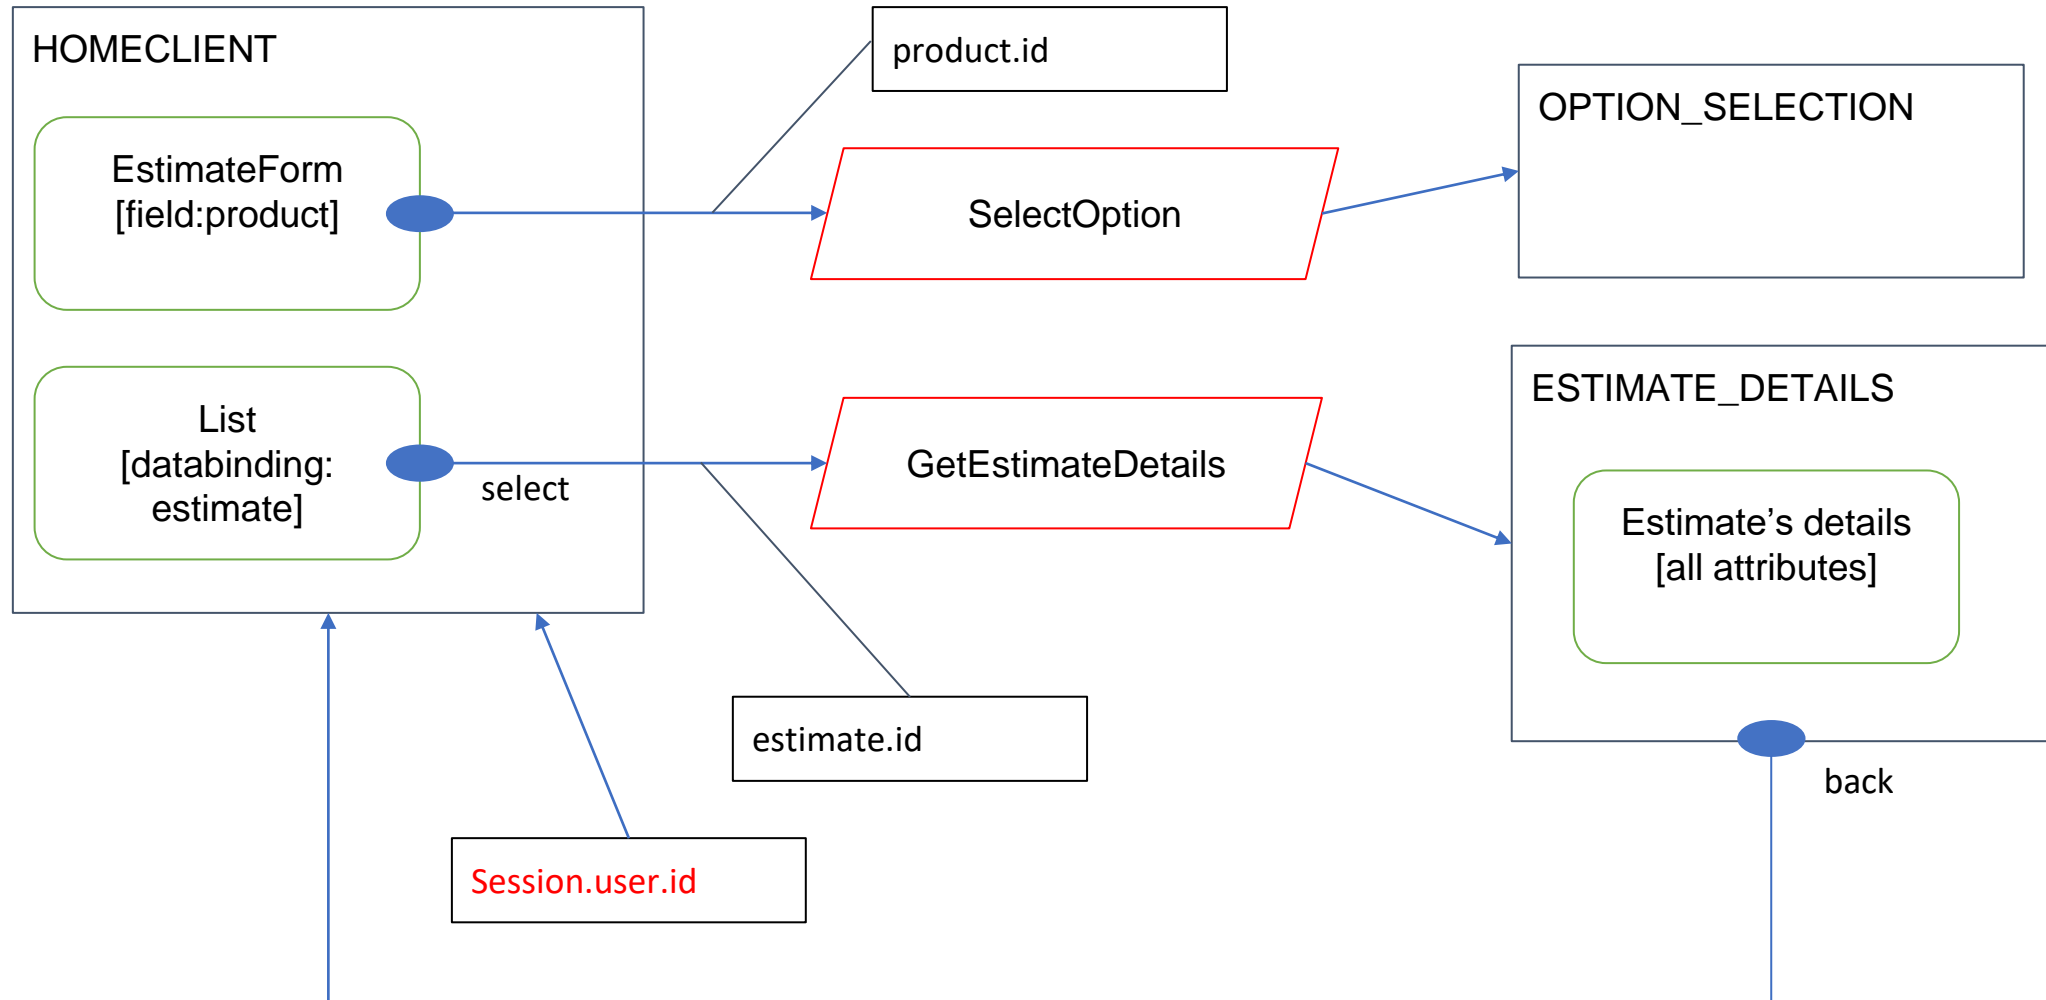 HOMECLIENT
product.id
OPTION_SELECTION
EstimateForm
[field:product]
SelectOption
ESTIMATE_DETAILS
List
[databinding:
estimate]
select
GetEstimateDetails
Estimate’s details
[all attributes]
estimate.id
back
Session.user.id